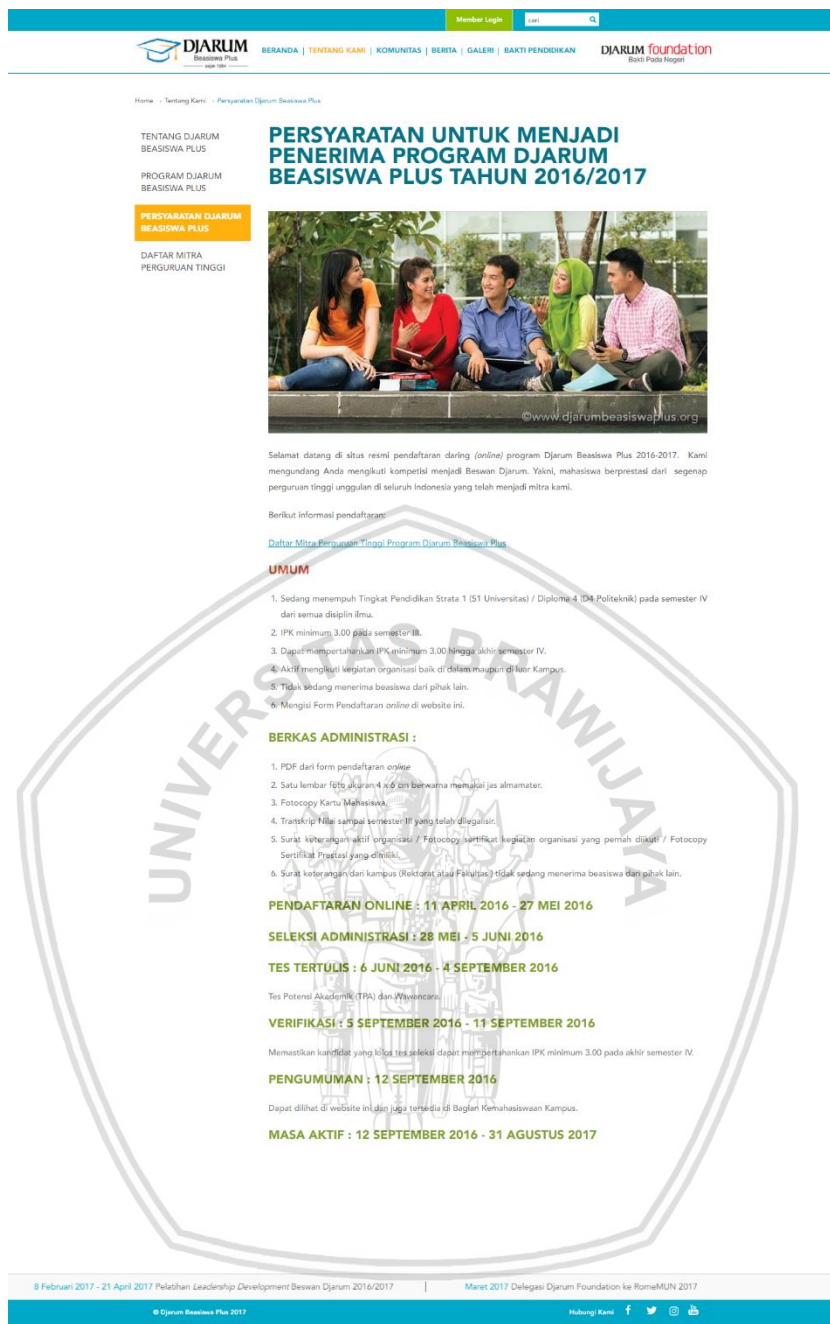 Member Login cari
DJARUM
Beasiswa Plus
sejak 1984
BERANDA | TENTANG KAMI | KOMUNITAS | BERITA | GALERI | BAKTI PENDIDIKAN
DJARUM foundation
Bakti Pada Negeri
Home › Tentang Kami › Persyaratan Djarum Beasiswa Plus
TENTANG DJARUM
BEASISWA PLUS
PROGRAM DJARUM
BEASISWA PLUS
PERSYARATAN DJARUM
BEASISWA PLUS
DAFTAR MITRA
PERGURUAN TINGGI
PERSYARATAN UNTUK MENJADI
PENERIMA PROGRAM DJARUM
BEASISWA PLUS TAHUN 2016/2017
©www.djarumbeasiswaplus.org
Selamat datang di situs resmi pendaftaran daring (online) program Djarum Beasiswa Plus 2016-2017. Kami
mengundang Anda mengikuti kompetisi menjadi Beswan Djarum. Yakni, mahasiswa berprestasi dari segenap
perguruan tinggi unggulan di seluruh Indonesia yang telah menjadi mitra kami.
Berikut informasi pendaftaran:
Daftar Mitra Perguruan Tinggi Program Djarum Beasiswa Plus
UMUM
1. Sedang menempuh Tingkat Pendidikan Strata 1 (S1 Universitas) / Diploma 4 (D4 Politeknik) pada semester IV
dari semua disiplin ilmu.
2. IPK minimum 3.00 pada semester III.
3. Dapat mempertahankan IPK minimum 3.00 hingga akhir semester IV.
4. Aktif mengikuti kegiatan organisasi baik di dalam maupun di luar Kampus.
5. Tidak sedang menerima beasiswa dari pihak lain.
6. Mengisi Form Pendaftaran online di website ini.
BERKAS ADMINISTRASI :
1. PDF dari form pendaftaran online
2. Satu lembar foto ukuran 4 x 6 cm berwarna memakai jas almamater.
3. Fotocopy Kartu Mahasiswa.
4. Transkrip Nilai sampai semester III yang telah dilegalisir.
5. Surat keterangan aktif organisasi / Fotocopy sertifikat kegiatan organisasi yang pernah diikuti / Fotocopy
Sertifikat Prestasi yang dimiliki.
6. Surat keterangan dari kampus (Rektorat atau Fakultas ) tidak sedang menerima beasiswa dari pihak lain.
PENDAFTARAN ONLINE : 11 APRIL 2016 - 27 MEI 2016
SELEKSI ADMINISTRASI : 28 MEI - 5 JUNI 2016
TES TERTULIS : 6 JUNI 2016 - 4 SEPTEMBER 2016
Tes Potensi Akademik (TPA) dan Wawancara.
VERIFIKASI : 5 SEPTEMBER 2016 - 11 SEPTEMBER 2016
Memastikan kandidat yang lolos tes seleksi dapat mempertahankan IPK minimum 3.00 pada akhir semester IV.
PENGUMUMAN : 12 SEPTEMBER 2016
Dapat dilihat di website ini dan juga tersedia di Bagian Kemahasiswaan Kampus.
MASA AKTIF : 12 SEPTEMBER 2016 - 31 AGUSTUS 2017
UNIVERSITAS BRAWIJAYA
8 Februari 2017 - 21 April 2017 Pelatihan Leadership Development Beswan Djarum 2016/2017 | Maret 2017 Delegasi Djarum Foundation ke RomeMUN 2017
© Djarum Beasiswa Plus 2017 Hubungi Kami